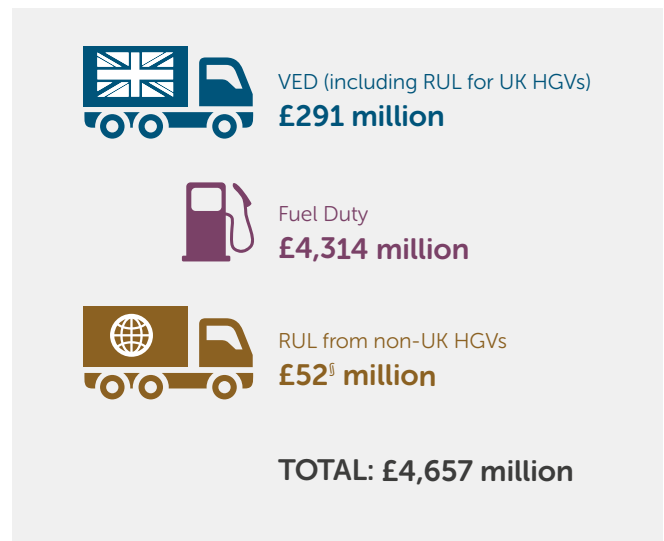 VED (including RUL for UK HGVs)
£291 million
Fuel Duty
£4,314 million
RUL from non-UK HGVs
£52§ million
TOTAL: £4,657 million